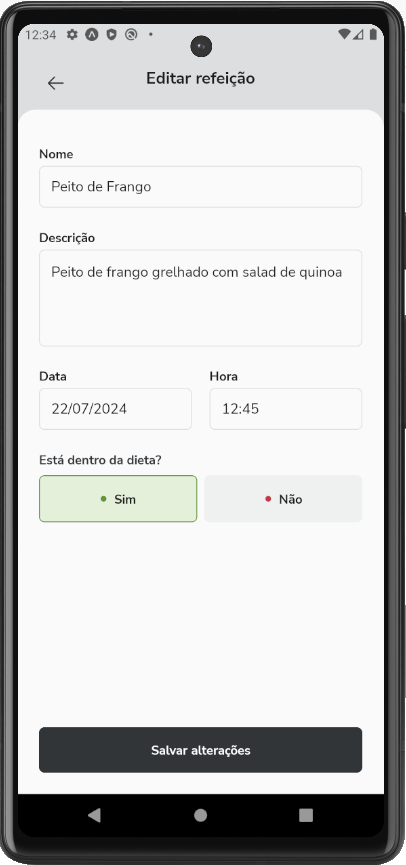 12:34
Editar refeição
Nome
Peito de Frango
Descrição
Peito de frango grelhado com salad de quinoa
Data Hora
22/07/2024 12:45
Está dentro da dieta?
Sim Não
Salvar alterações